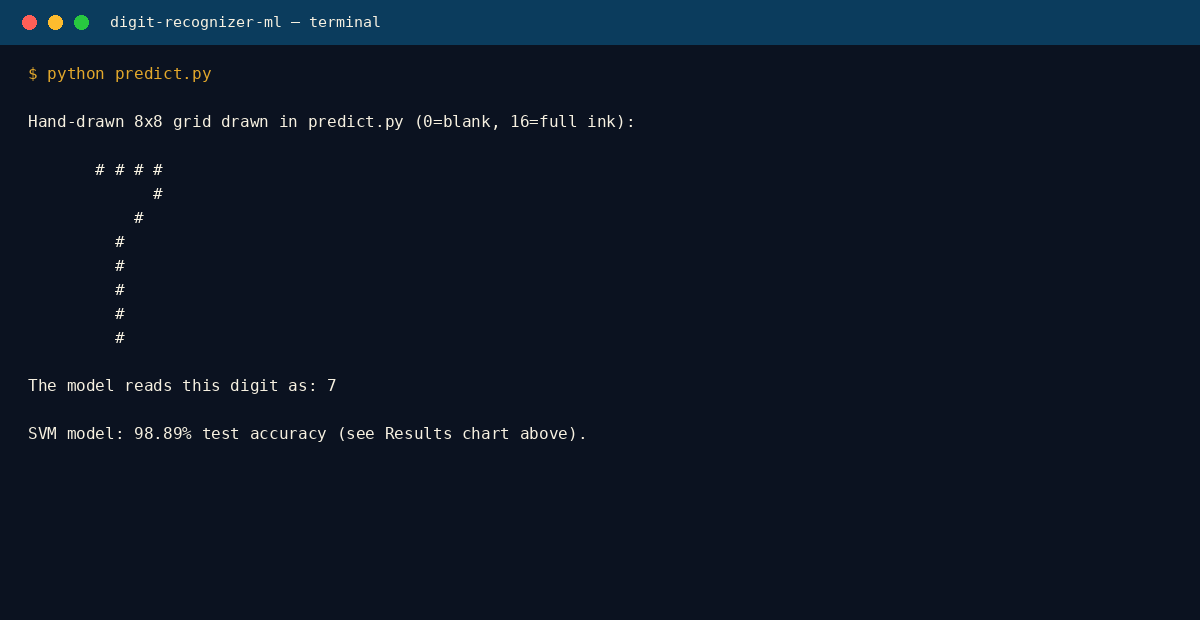 digit-recognizer-ml — terminal
$ python predict.py
Hand-drawn 8x8 grid drawn in predict.py (0=blank, 16=full ink):
       # # # #
             #
           #
         #
         #
         #
         #
         #
The model reads this digit as: 7
SVM model: 98.89% test accuracy (see Results chart above).